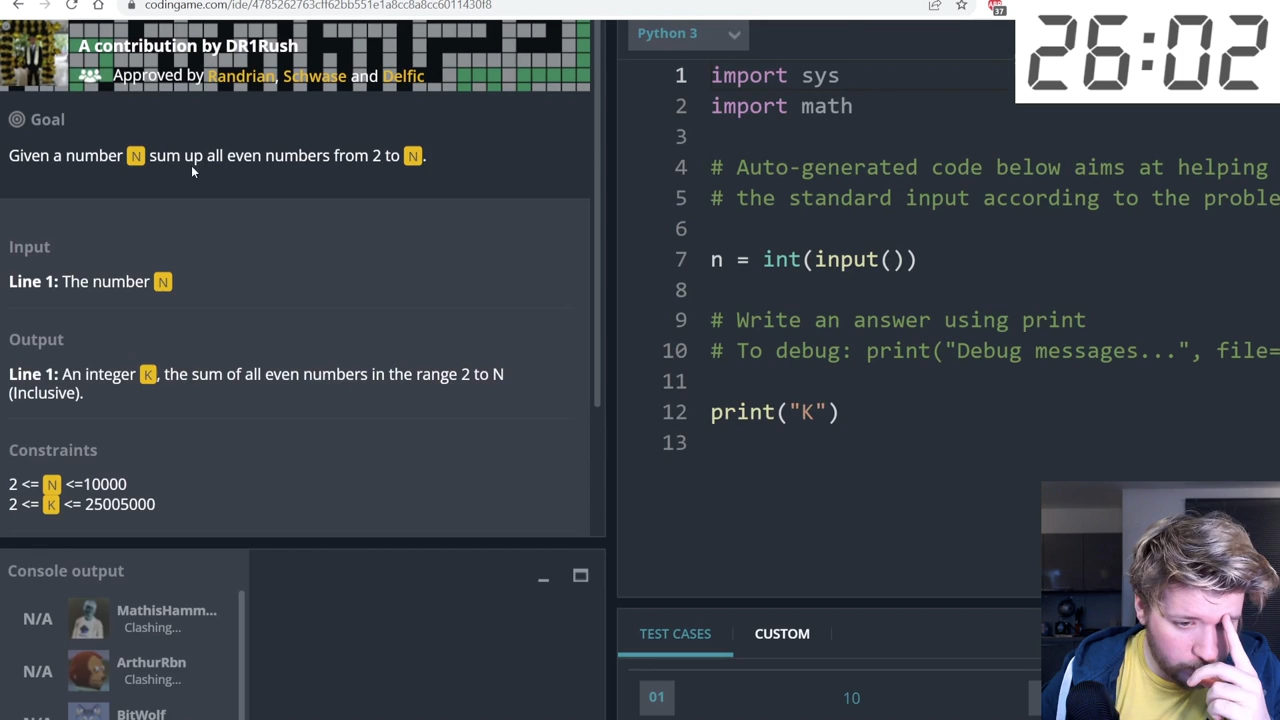 codingame.com/ide/4785262763cff62bb551e1a8cc8a8cc6011430f8
37
26:02
A contribution by DR1Rush
Approved by Randrian, Schwase and Delfic
Goal
Given a number N sum up all even numbers from 2 to N.
Input
Line 1: The number N
Output
Line 1: An integer K, the sum of all even numbers in the range 2 to N
(Inclusive).
Constraints
2 <= N <=10000
2 <= K <= 25005000
Console output
N/A MathisHamm...
Clashing...
N/A ArthurRbn
Clashing...
N/A BitWolf
Python 3
1 import sys
2 import math
3
4 # Auto-generated code below aims at helping
5 # the standard input according to the proble
6
7 n = int(input())
8
9 # Write an answer using print
10 # To debug: print("Debug messages...", file=
11
12 print("K")
13
TEST CASES CUSTOM
01 10